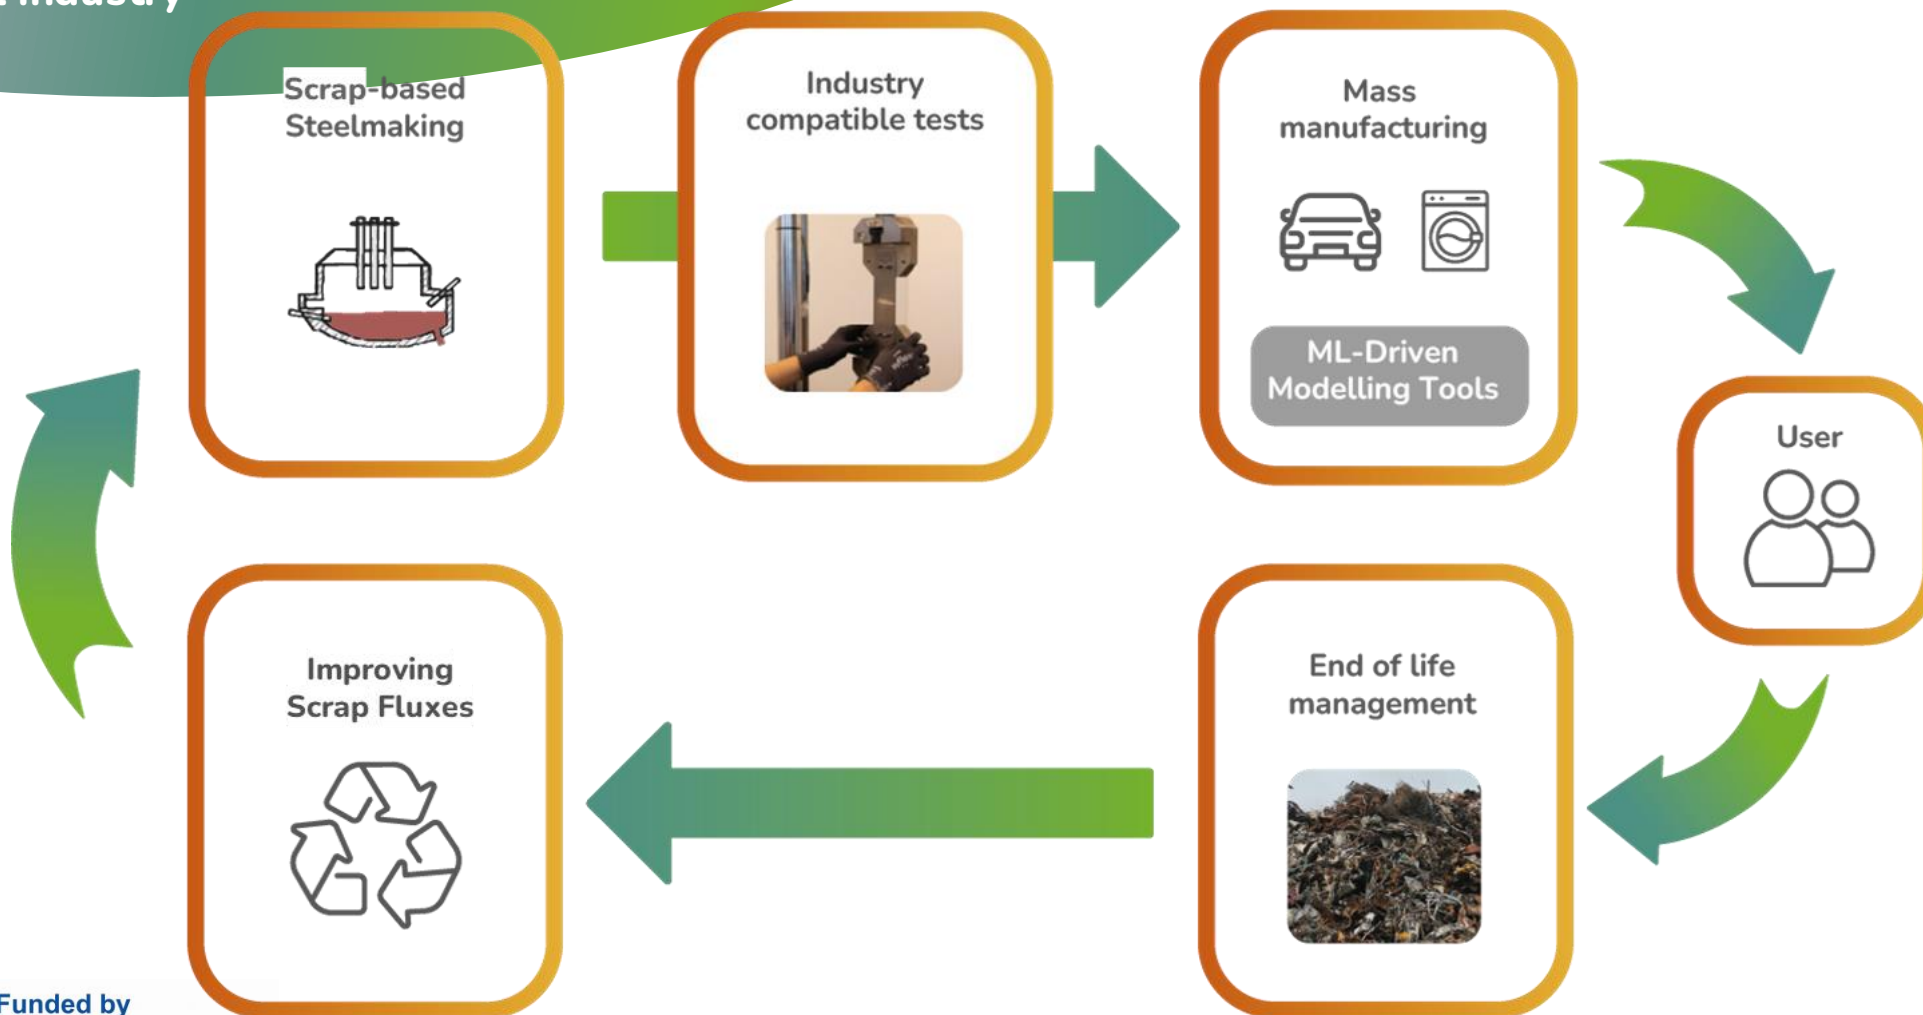 Industry
Scrap-based
Steelmaking
Industry
compatible tests
Mass
manufacturing
ML-Driven
Modelling Tools
User
End of life
management
Improving
Scrap Fluxes
Funded by